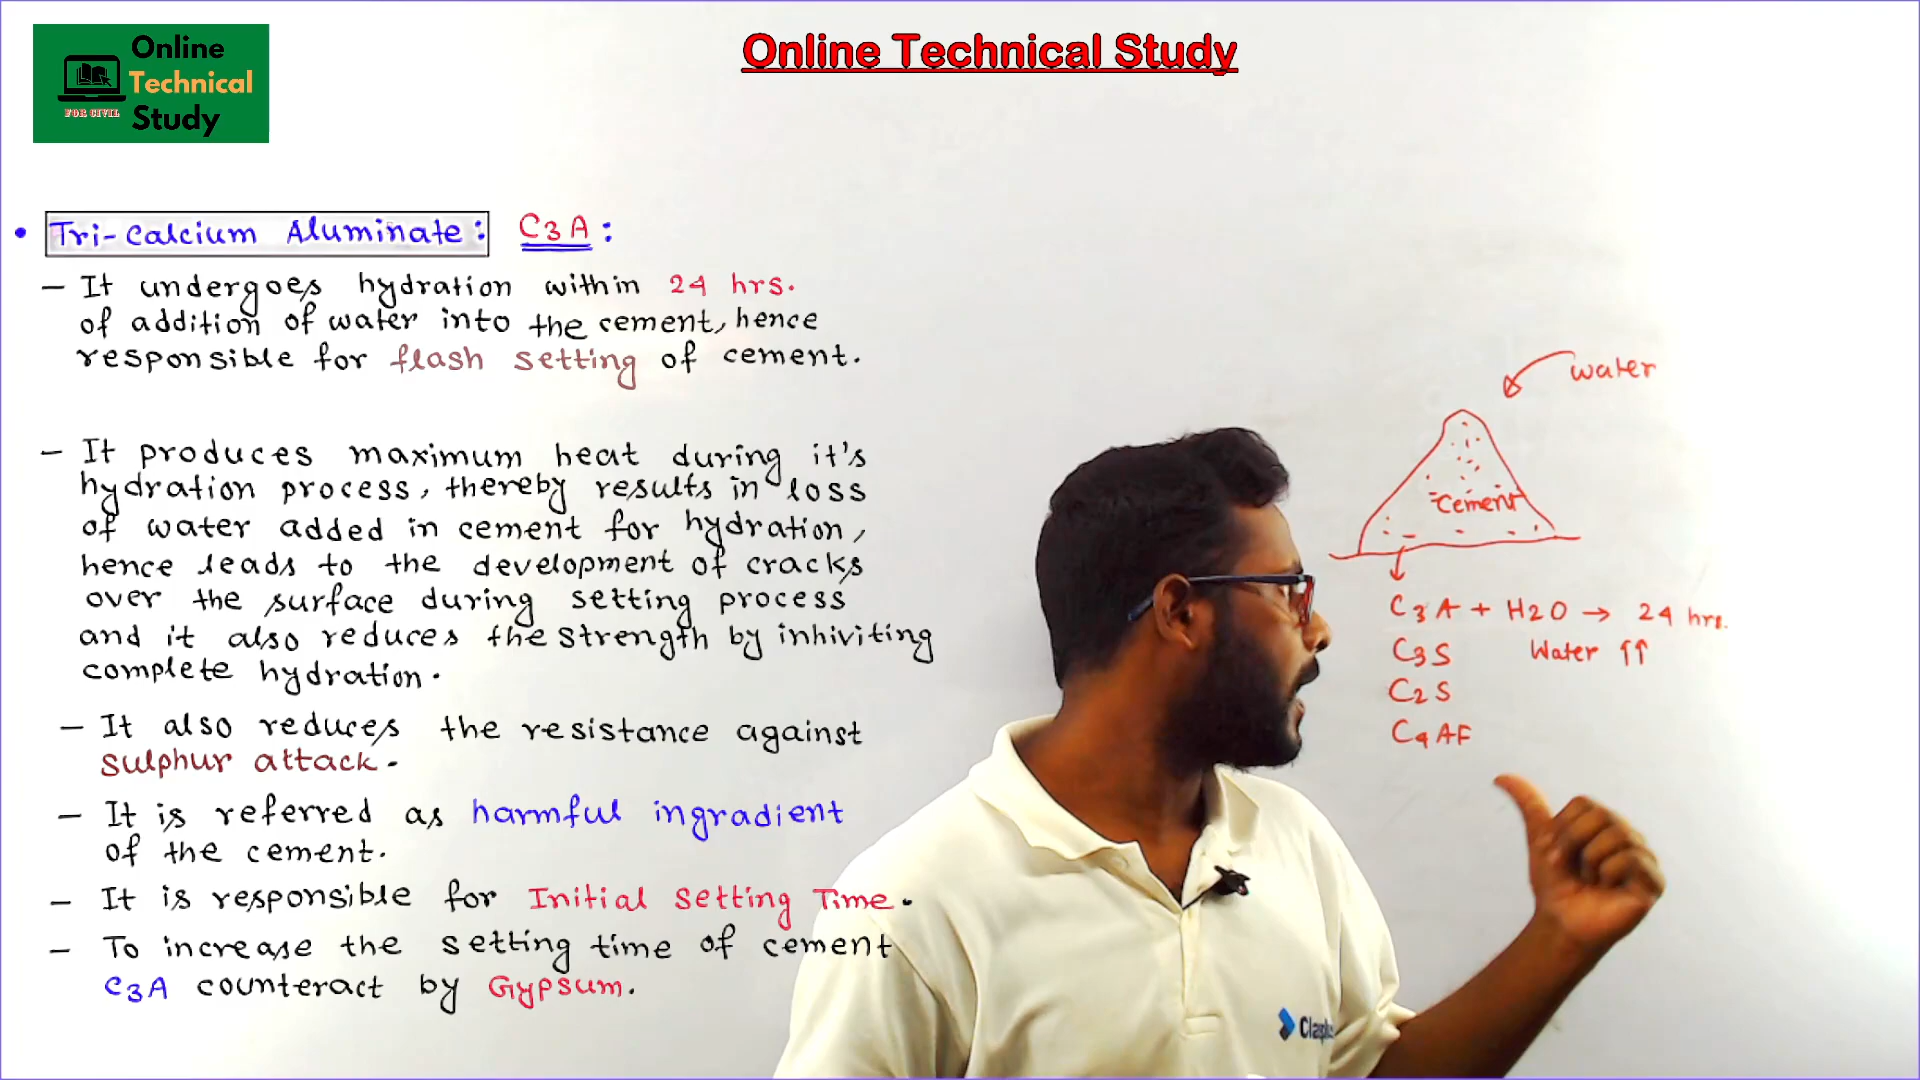 Online
Technical
Study
FOR CIVIL
Online Technical Study
• Tri-Calcium Aluminate: C3A:
– It undergoes hydration within 24 hrs.
of addition of water into the cement, hence
responsible for flash setting of cement.
– It produces maximum heat during it's
hydration process, thereby results in loss
of water added in cement for hydration,
hence leads to the development of cracks
over the surface during setting process
and it also reduces the strength by inhiviting
complete hydration.
– It also reduces the resistance against
sulphur attack.
– It is referred as harmful ingradient
of the cement.
– It is responsible for Initial Setting Time.
– To increase the setting time of cement
C3A counteract by Gypsum.
water
Cement
C3A + H2O → 24 hrs.
C3S Water ↑↑
C2S
C4AF